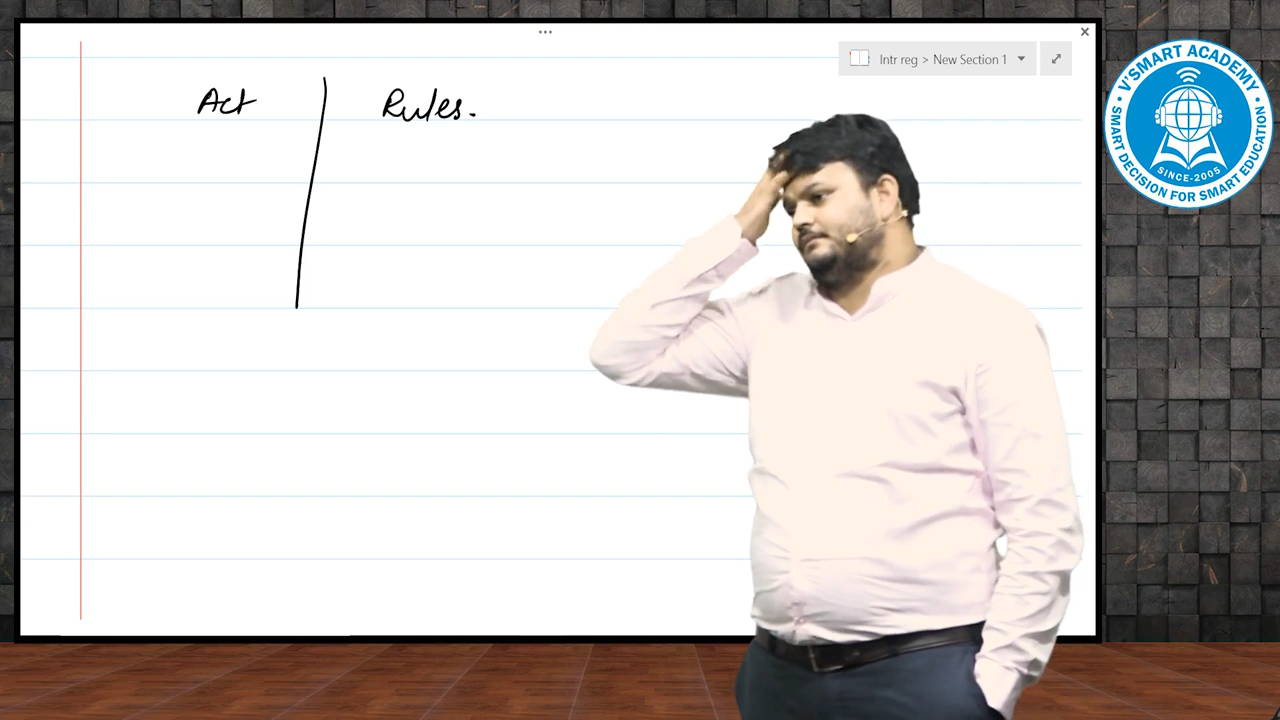 ...
Intr reg > New Section 1
Act Rules.
V'SMART ACADEMY
SINCE-2005
SMART DECISION FOR SMART EDUCATION